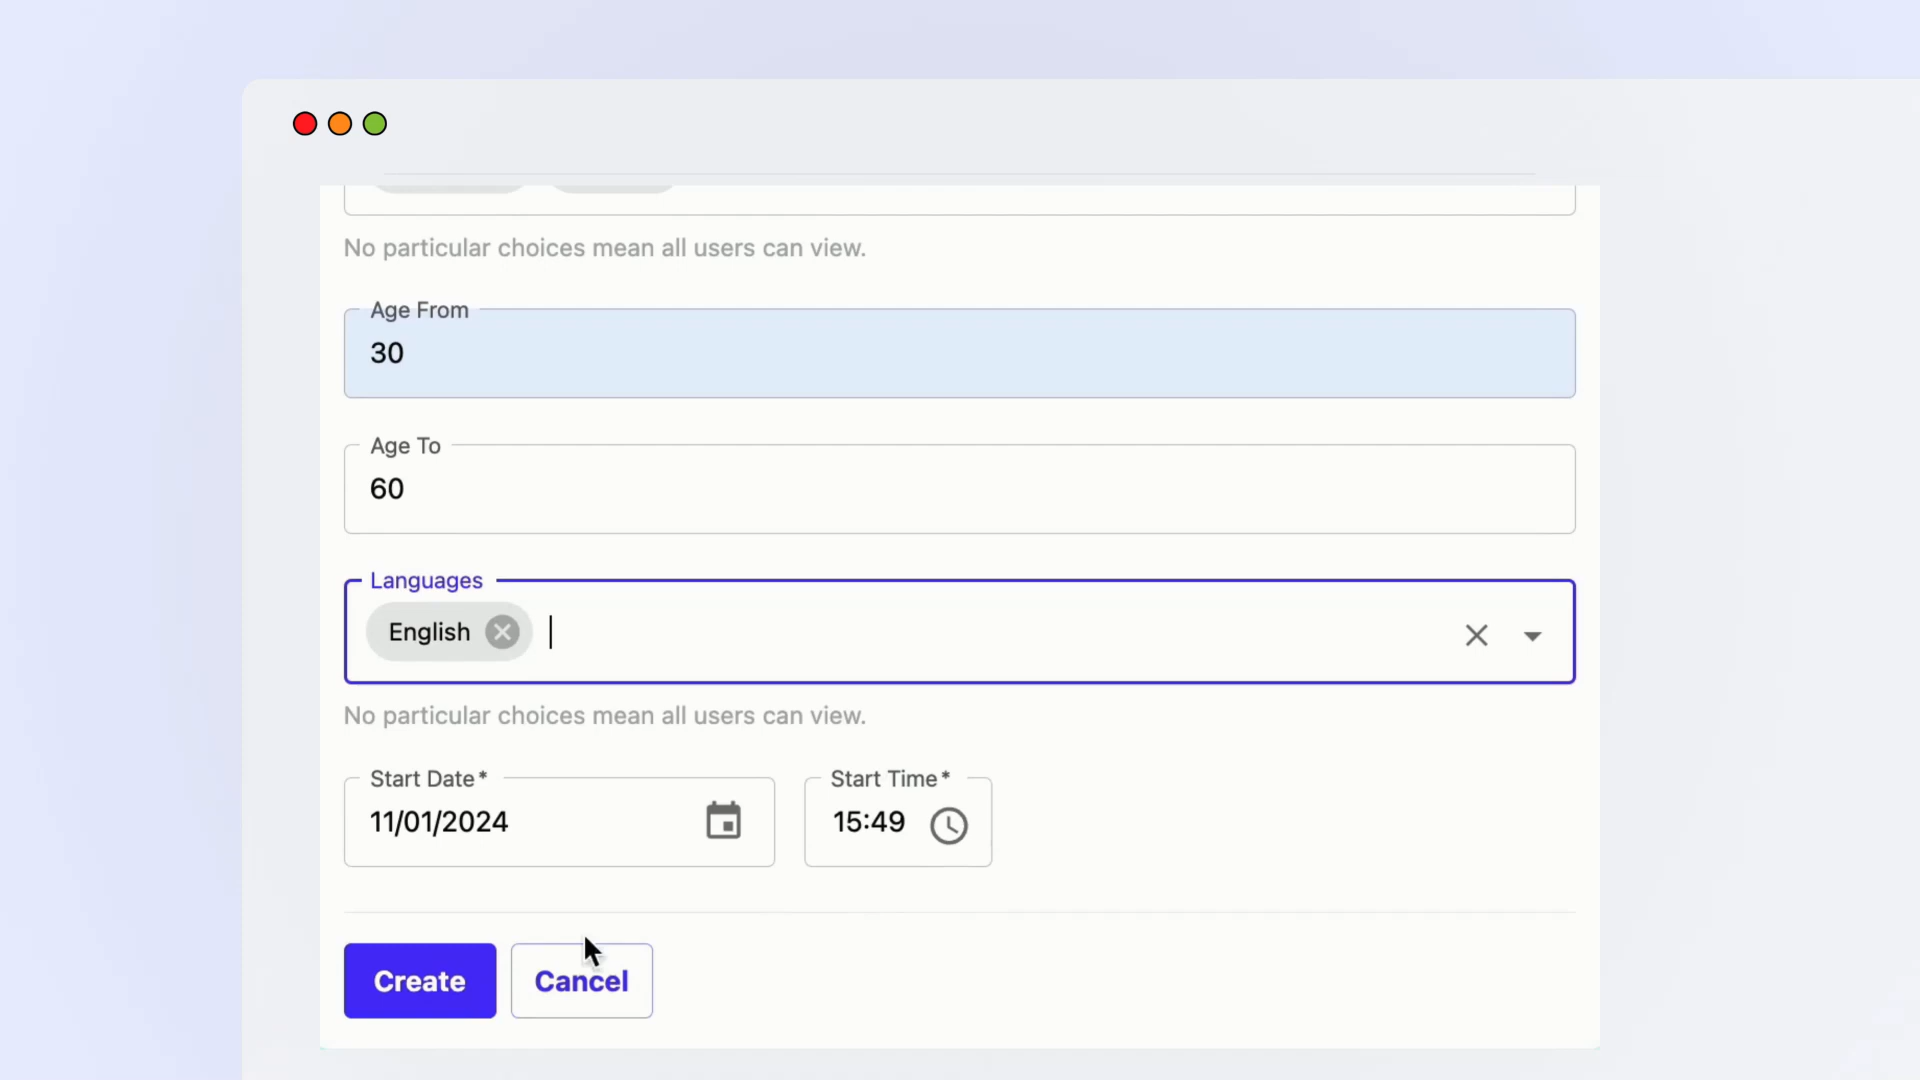 No particular choices mean all users can view.
Age From
30
Age To
60
Languages
English
No particular choices mean all users can view.
Start Date*
Start Time*
11/01/2024
15:49
Create
Cancel